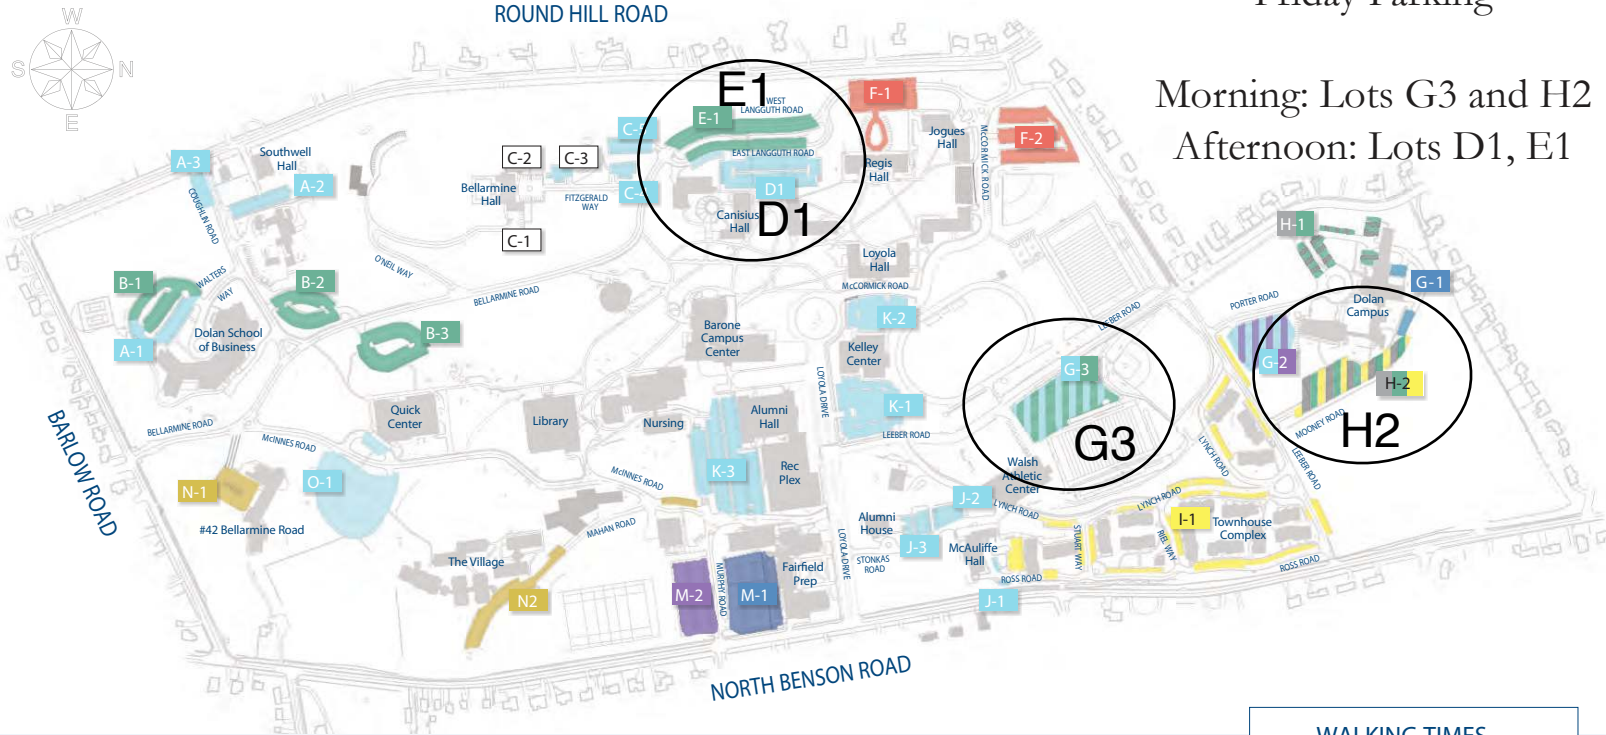 ROUND HILL ROAD
Friday Parking
Morning: Lots G3 and H2
Afternoon: Lots D1, E1
W
S
N
E
E1
E-1
WEST
LANGGUTH ROAD
EAST LANGGUTH ROAD
D1
D1
Canisius
Hall
C-5
C-4
C-2
C-3
C-1
Bellarmine
Hall
FITZGERALD
WAY
F-1
F-2
Jogues
Hall
Regis
Hall
McCORMICK ROAD
A-3
Southwell
Hall
A-2
COUGHLIN ROAD
O'NEIL WAY
BELLARMINE ROAD
B-1
WALTERS
WAY
B-2
B-3
A-1
Dolan School
of Business
Loyola
Hall
McCORMICK ROAD
K-2
Barone
Campus
Center
Kelley
Center
LOYOLA DRIVE
K-1
LEEBER ROAD
LEEBER ROAD
G-3
G3
Walsh
Athletic
Center
H-1
G-1
PORTER ROAD
Dolan
Campus
G-2
H-2
MOONEY ROAD
H2
LYNCH ROAD
LEEBER ROAD
BARLOW ROAD
BELLARMINE ROAD
McINNES ROAD
Quick
Center
Library
Nursing
Alumni
Hall
K-3
Rec
Plex
McINNES ROAD
N-1
O-1
#42 Bellarmine Road
MAHAN ROAD
The Village
N2
M-2
MURPHY ROAD
M-1
Fairfield
Prep
LOYOLA DRIVE
Alumni
House
J-2
J-3
STONKAS
ROAD
McAuliffe
Hall
LYNCH ROAD
LYNCH ROAD
STUART WAY
I-1
RIEL WAY
Townhouse
Complex
ROSS ROAD
ROSS ROAD
J-1
NORTH BENSON ROAD
WALKING TIMES